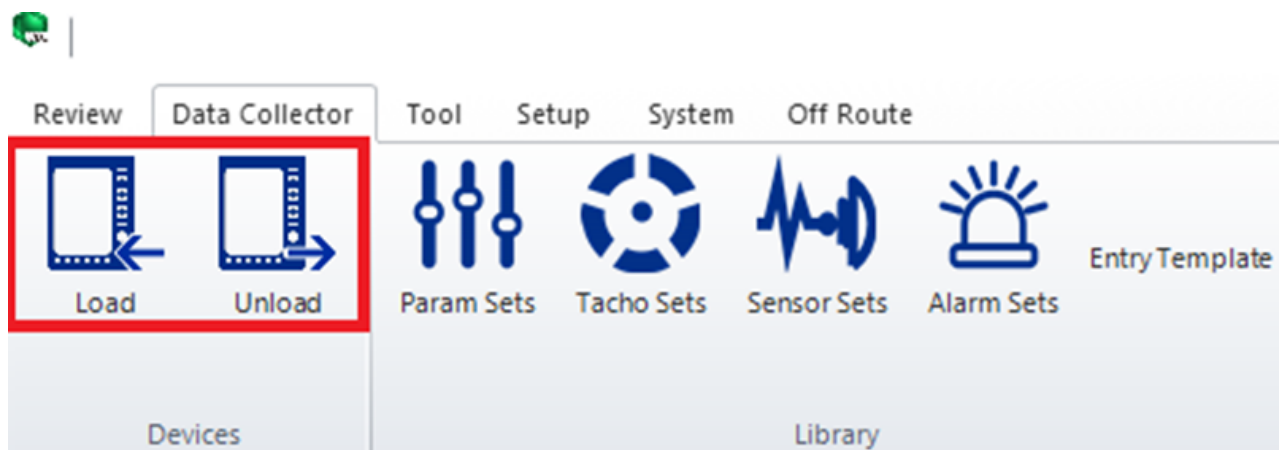 Review Data Collector Tool Setup System Off Route
Load Unload Param Sets Tacho Sets Sensor Sets Alarm Sets Entry Template
Devices Library